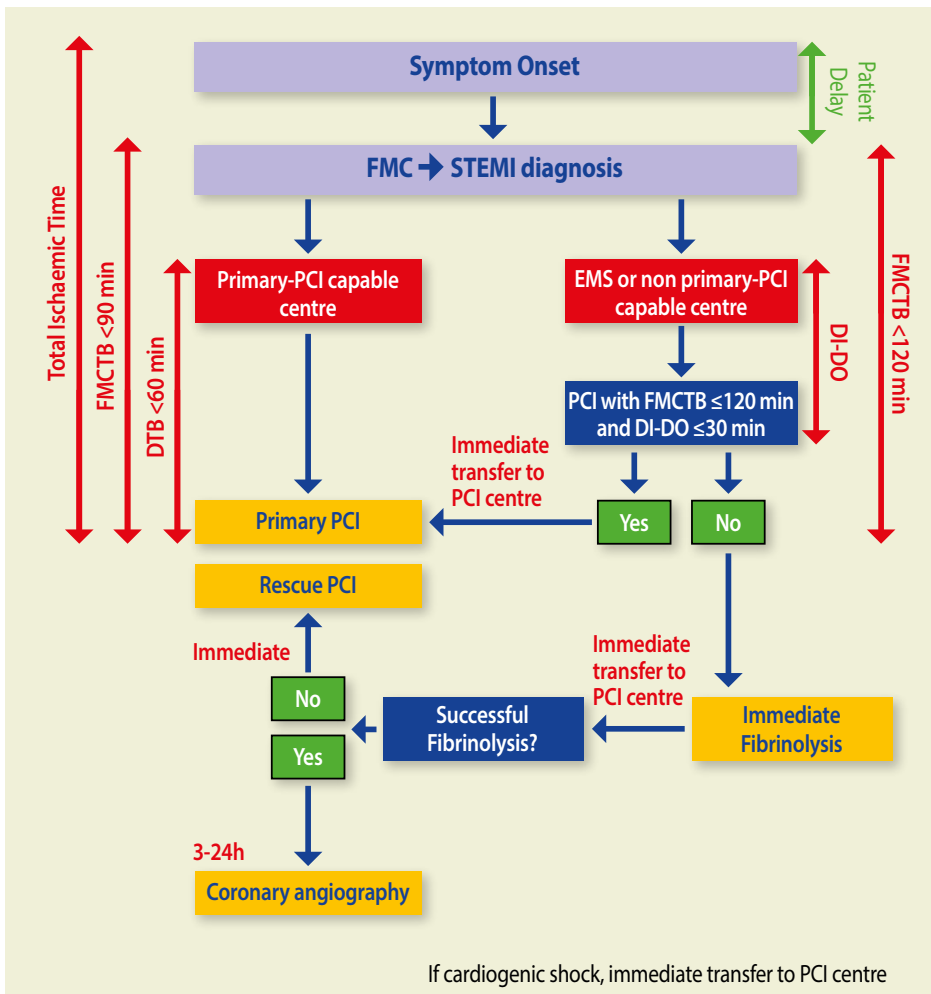 Symptom Onset
Patient
Delay
FMC → STEMI diagnosis
Total Ischaemic Time
FMCTB <90 min
DTB <60 min
Primary-PCI capable
centre
EMS or non primary-PCI
capable centre
DI-DO
FMCTB <120 min
PCI with FMCTB ≤120 min
and DI-DO ≤30 min
Immediate
transfer to
PCI centre
Primary PCI
Yes
No
Rescue PCI
Immediate
Immediate
transfer to
PCI centre
No
Yes
Successful
Fibrinolysis?
Immediate
Fibrinolysis
3-24h
Coronary angiography
If cardiogenic shock, immediate transfer to PCI centre